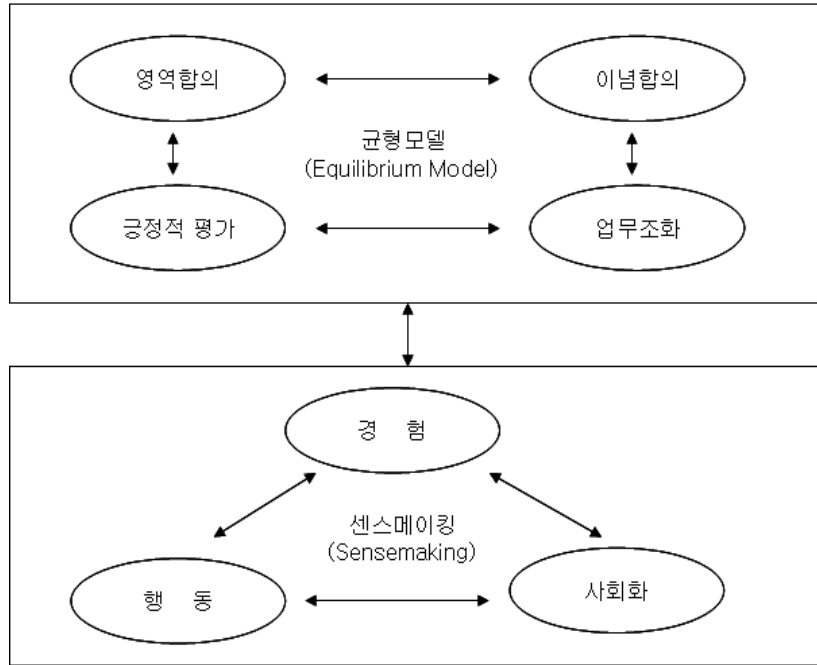 영역합의
이념합의
균형모델
(Equilibrium Model)
긍정적 평가
업무조화
경 험
센스메이킹
(Sensemaking)
행 동
사회화